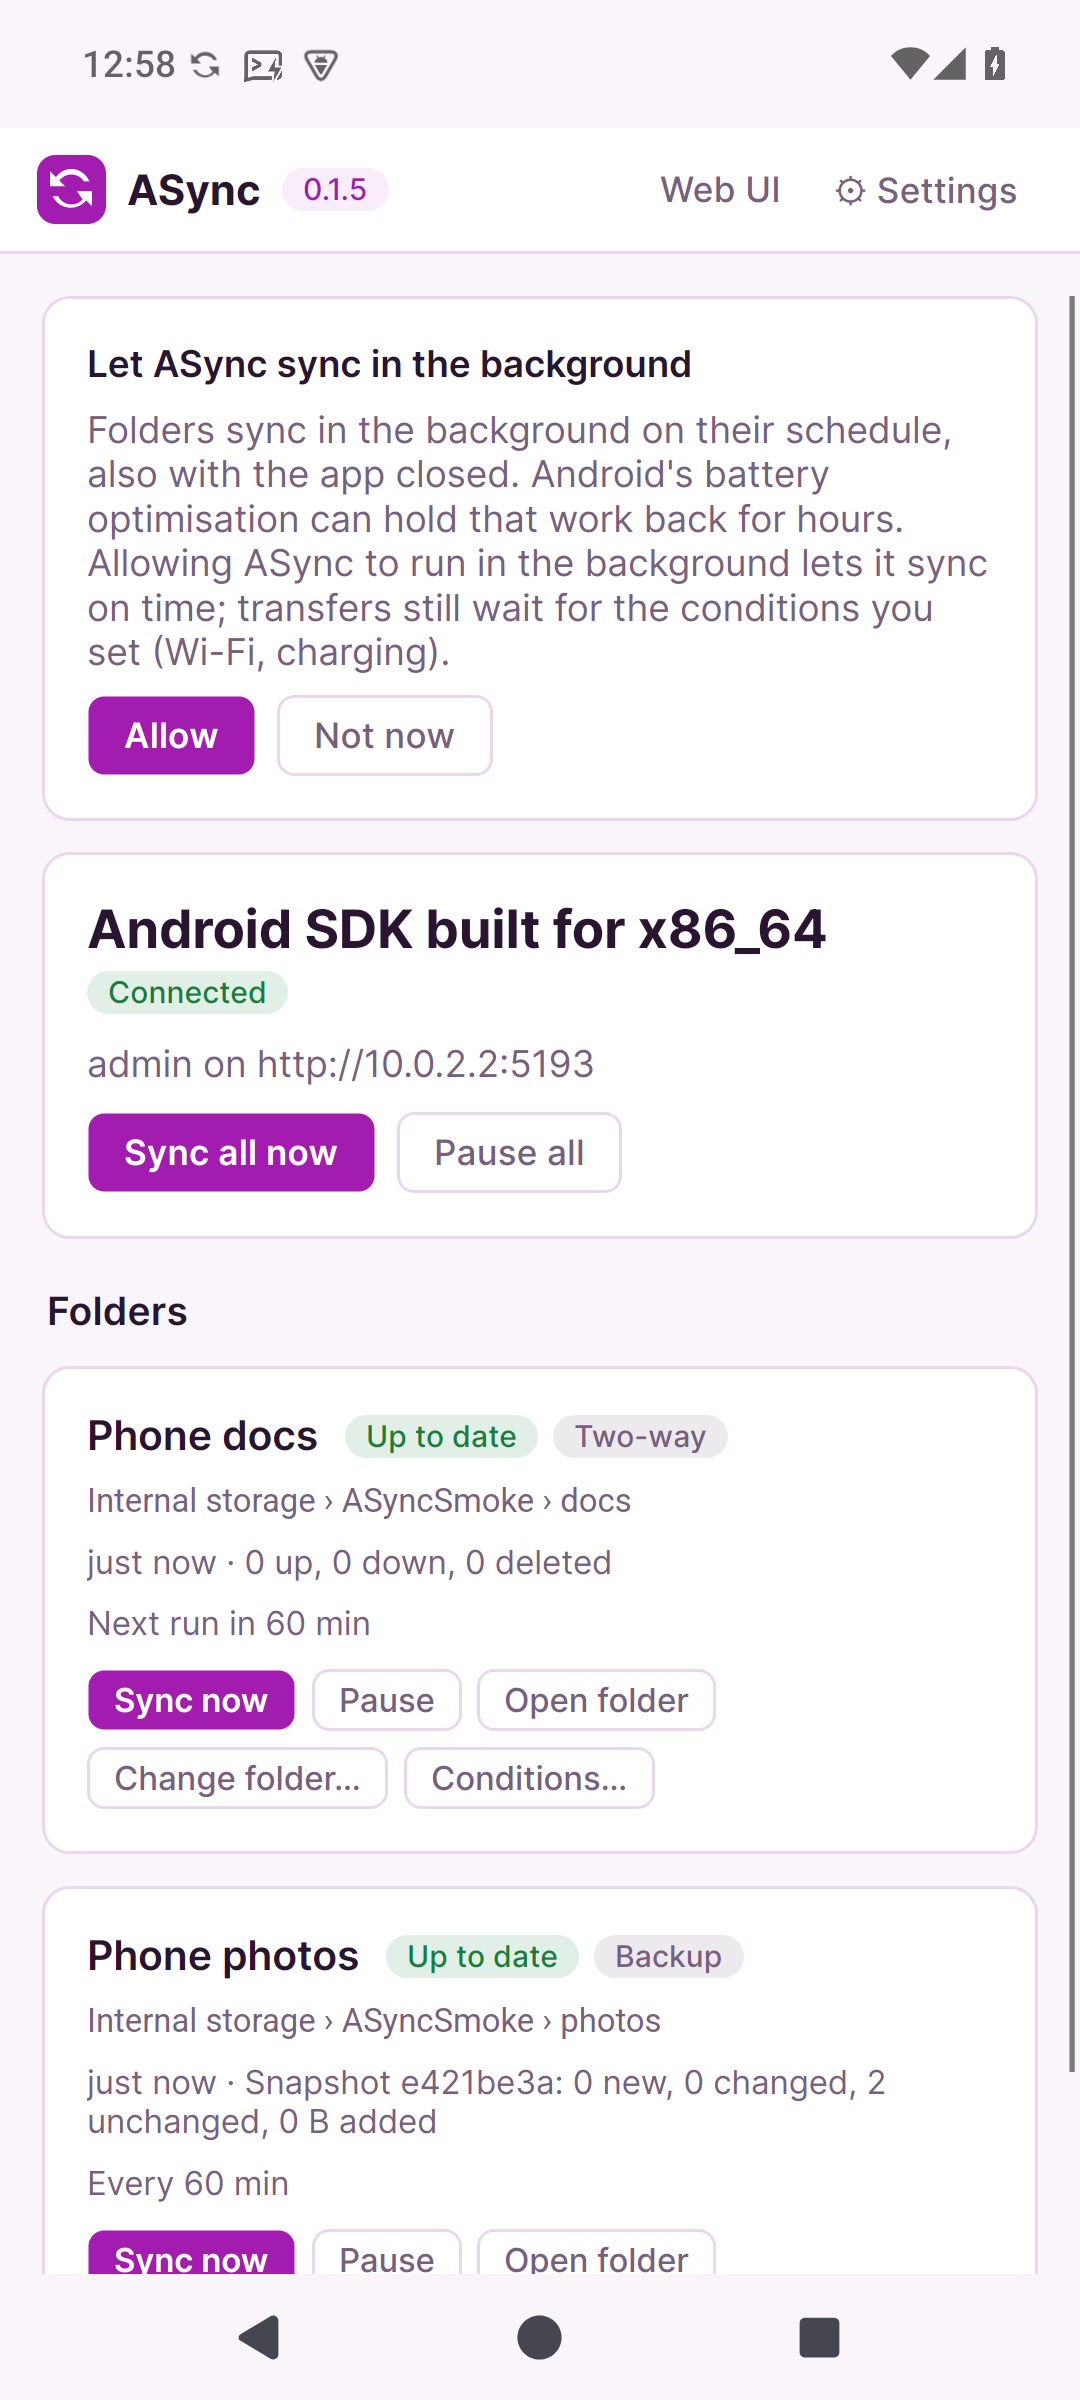 12:58
ASync 0.1.5 Web UI Settings
Let ASync sync in the background
Folders sync in the background on their schedule,
also with the app closed. Android's battery
optimisation can hold that work back for hours.
Allowing ASync to run in the background lets it sync
on time; transfers still wait for the conditions you
set (Wi-Fi, charging).
Allow Not now
Android SDK built for x86_64
Connected
admin on http://10.0.2.2:5193
Sync all now Pause all
Folders
Phone docs Up to date Two-way
Internal storage › ASyncSmoke › docs
just now · 0 up, 0 down, 0 deleted
Next run in 60 min
Sync now Pause Open folder
Change folder... Conditions...
Phone photos Up to date Backup
Internal storage › ASyncSmoke › photos
just now · Snapshot e421be3a: 0 new, 0 changed, 2
unchanged, 0 B added
Every 60 min
Sync now Pause Open folder